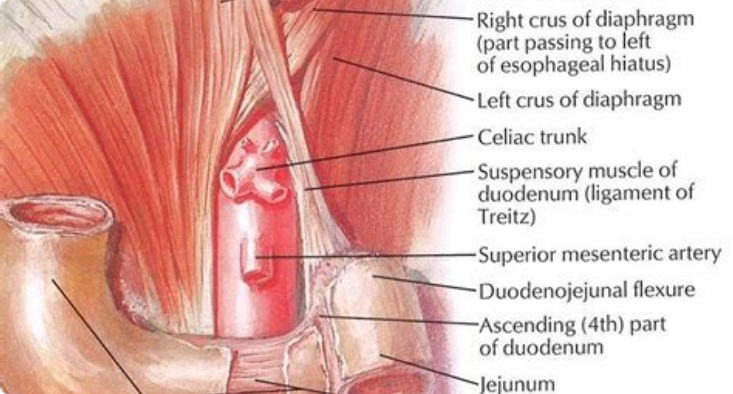 Right crus of diaphragm
(part passing to left
of esophageal hiatus)
Left crus of diaphragm
Celiac trunk
Suspensory muscle of
duodenum (ligament of
Treitz)
Superior mesenteric artery
Duodenojejunal flexure
Ascending (4th) part
of duodenum
Jejunum